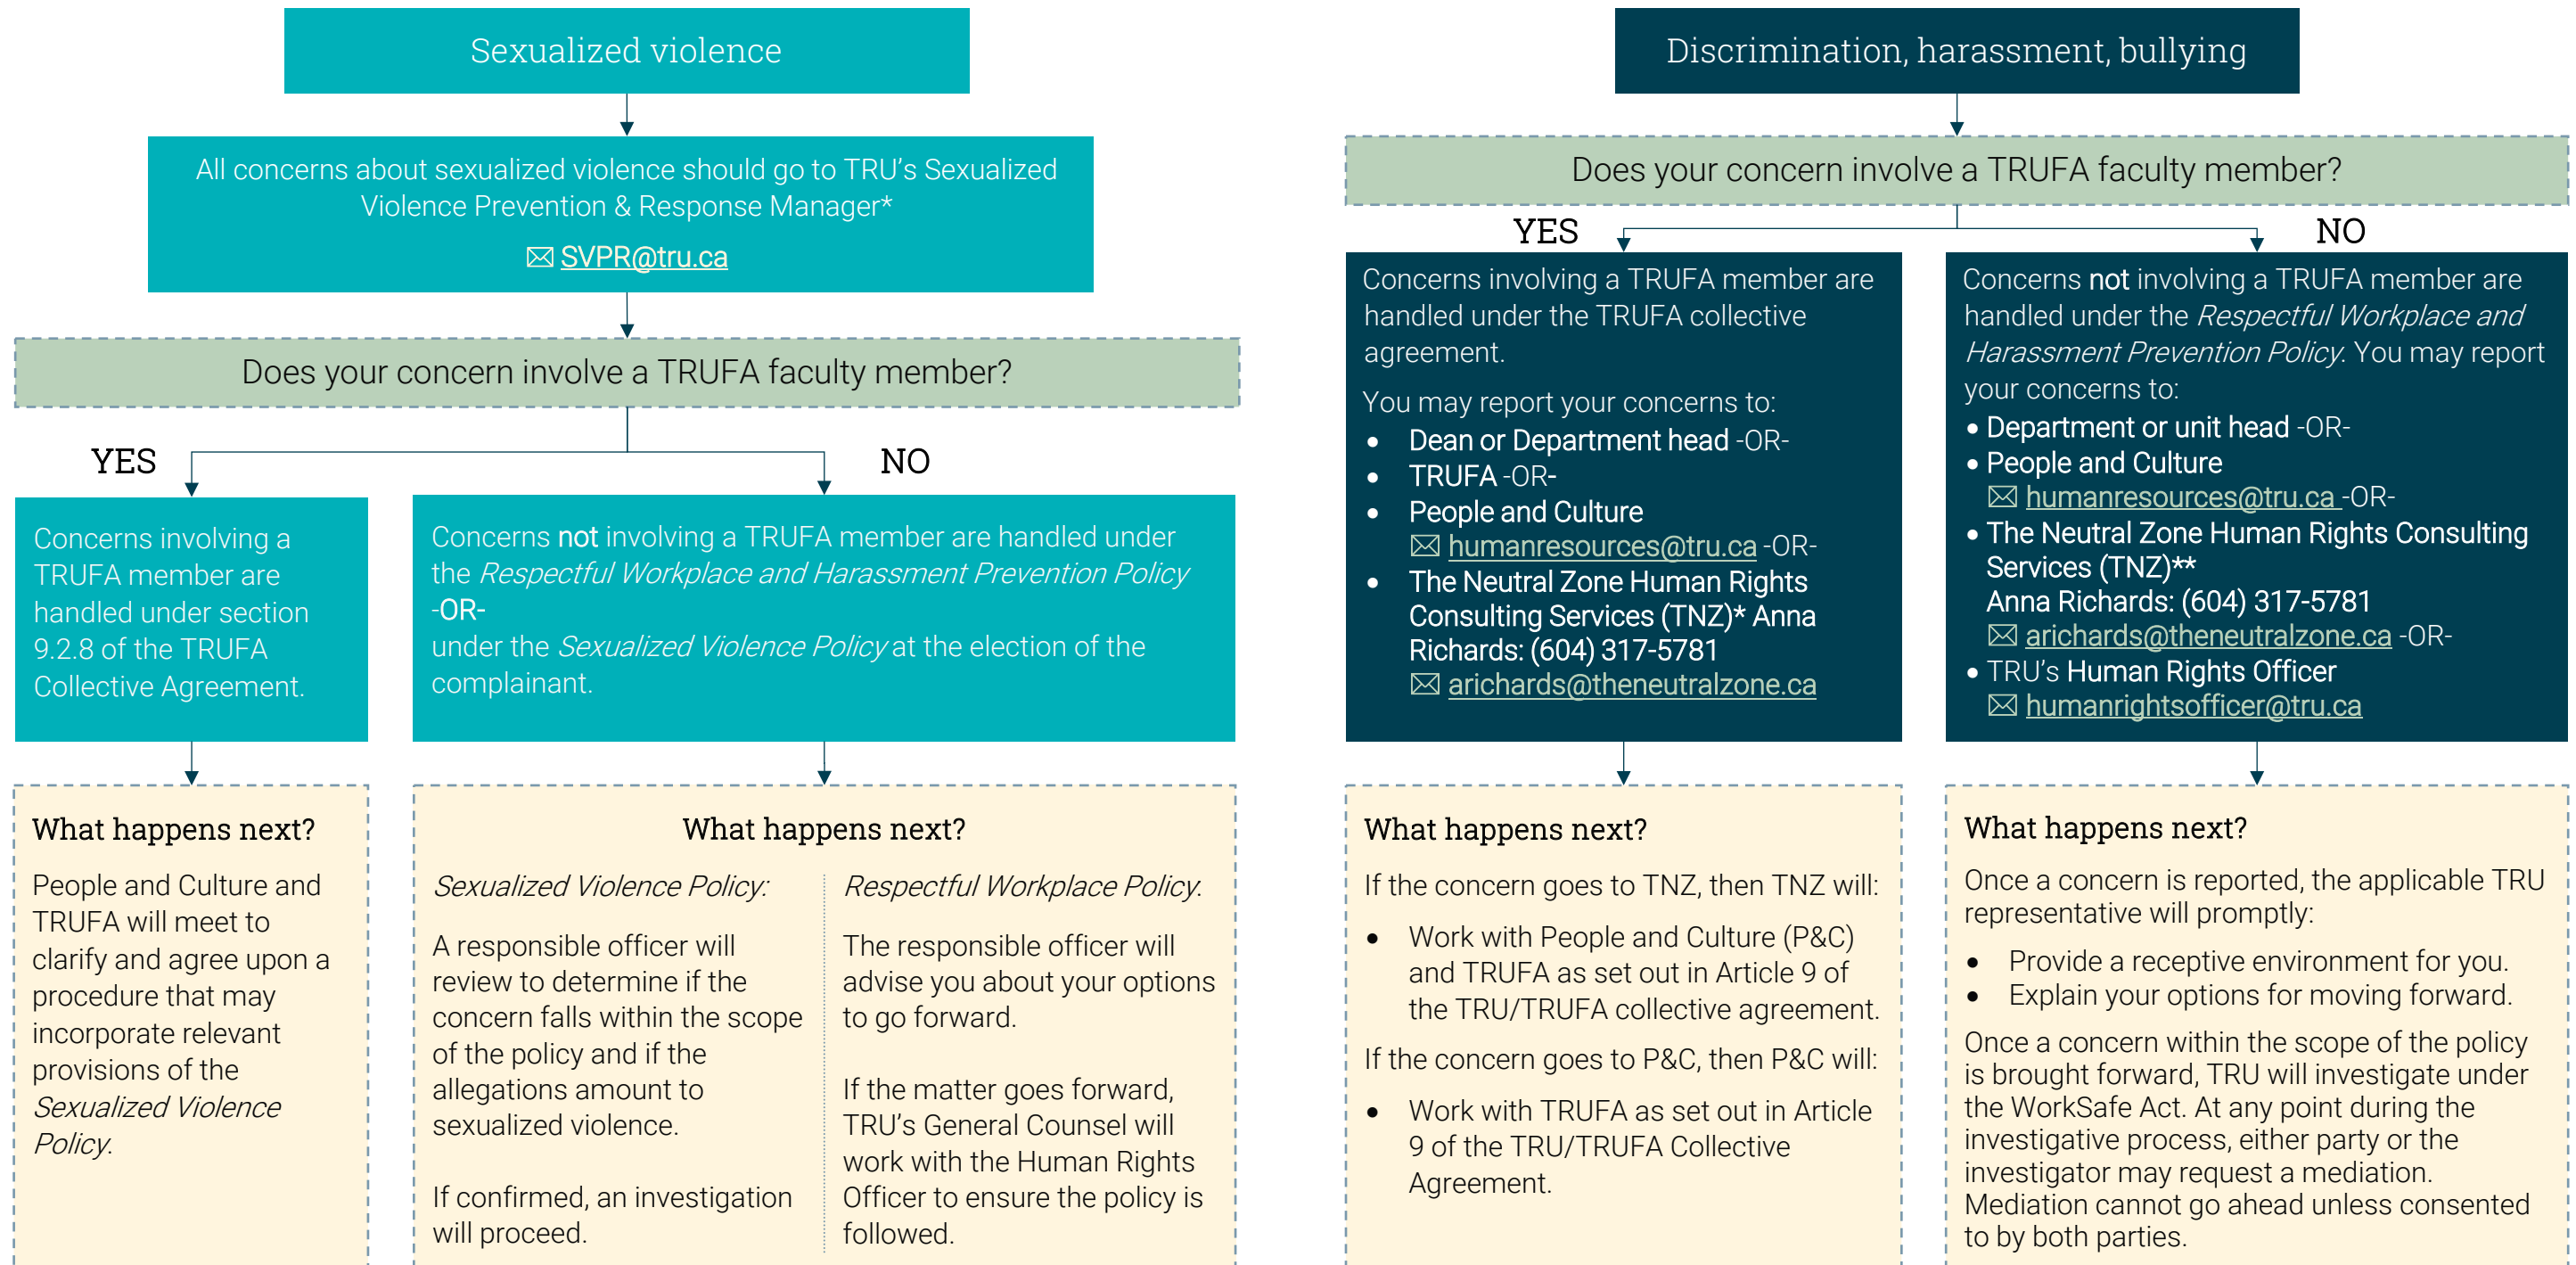 Sexualized violence
All concerns about sexualized violence should go to TRU’s Sexualized
Violence Prevention & Response Manager*
✉ SVPR@tru.ca
Does your concern involve a TRUFA faculty member?
YES
NO
Concerns involving a
TRUFA member are
handled under section
9.2.8 of the TRUFA
Collective Agreement.
Concerns not involving a TRUFA member are handled under
the Respectful Workplace and Harassment Prevention Policy
-OR-
under the Sexualized Violence Policy at the election of the
complainant.
What happens next?
People and Culture and
TRUFA will meet to
clarify and agree upon a
procedure that may
incorporate relevant
provisions of the
Sexualized Violence
Policy.
What happens next?
Sexualized Violence Policy:
A responsible officer will
review to determine if the
concern falls within the scope
of the policy and if the
allegations amount to
sexualized violence.
If confirmed, an investigation
will proceed.
Respectful Workplace Policy:
The responsible officer will
advise you about your options
to go forward.
If the matter goes forward,
TRU’s General Counsel will
work with the Human Rights
Officer to ensure the policy is
followed.
Discrimination, harassment, bullying
Does your concern involve a TRUFA faculty member?
YES
NO
Concerns involving a TRUFA member are
handled under the TRUFA collective
agreement.
You may report your concerns to:
• Dean or Department head -OR-
• TRUFA -OR-
• People and Culture
✉ humanresources@tru.ca -OR-
• The Neutral Zone Human Rights
Consulting Services (TNZ)* Anna
Richards: (604) 317-5781
✉ arichards@theneutralzone.ca
Concerns not involving a TRUFA member are
handled under the Respectful Workplace and
Harassment Prevention Policy. You may report
your concerns to:
• Department or unit head -OR-
• People and Culture
✉ humanresources@tru.ca -OR-
• The Neutral Zone Human Rights Consulting
Services (TNZ)**
Anna Richards: (604) 317-5781
✉ arichards@theneutralzone.ca -OR-
• TRU’s Human Rights Officer
✉ humanrightsofficer@tru.ca
What happens next?
If the concern goes to TNZ, then TNZ will:
• Work with People and Culture (P&C)
and TRUFA as set out in Article 9 of
the TRU/TRUFA collective agreement.
If the concern goes to P&C, then P&C will:
• Work with TRUFA as set out in Article
9 of the TRU/TRUFA Collective
Agreement.
What happens next?
Once a concern is reported, the applicable TRU
representative will promptly:
• Provide a receptive environment for you.
• Explain your options for moving forward.
Once a concern within the scope of the policy
is brought forward, TRU will investigate under
the WorkSafe Act. At any point during the
investigative process, either party or the
investigator may request a mediation.
Mediation cannot go ahead unless consented
to by both parties.